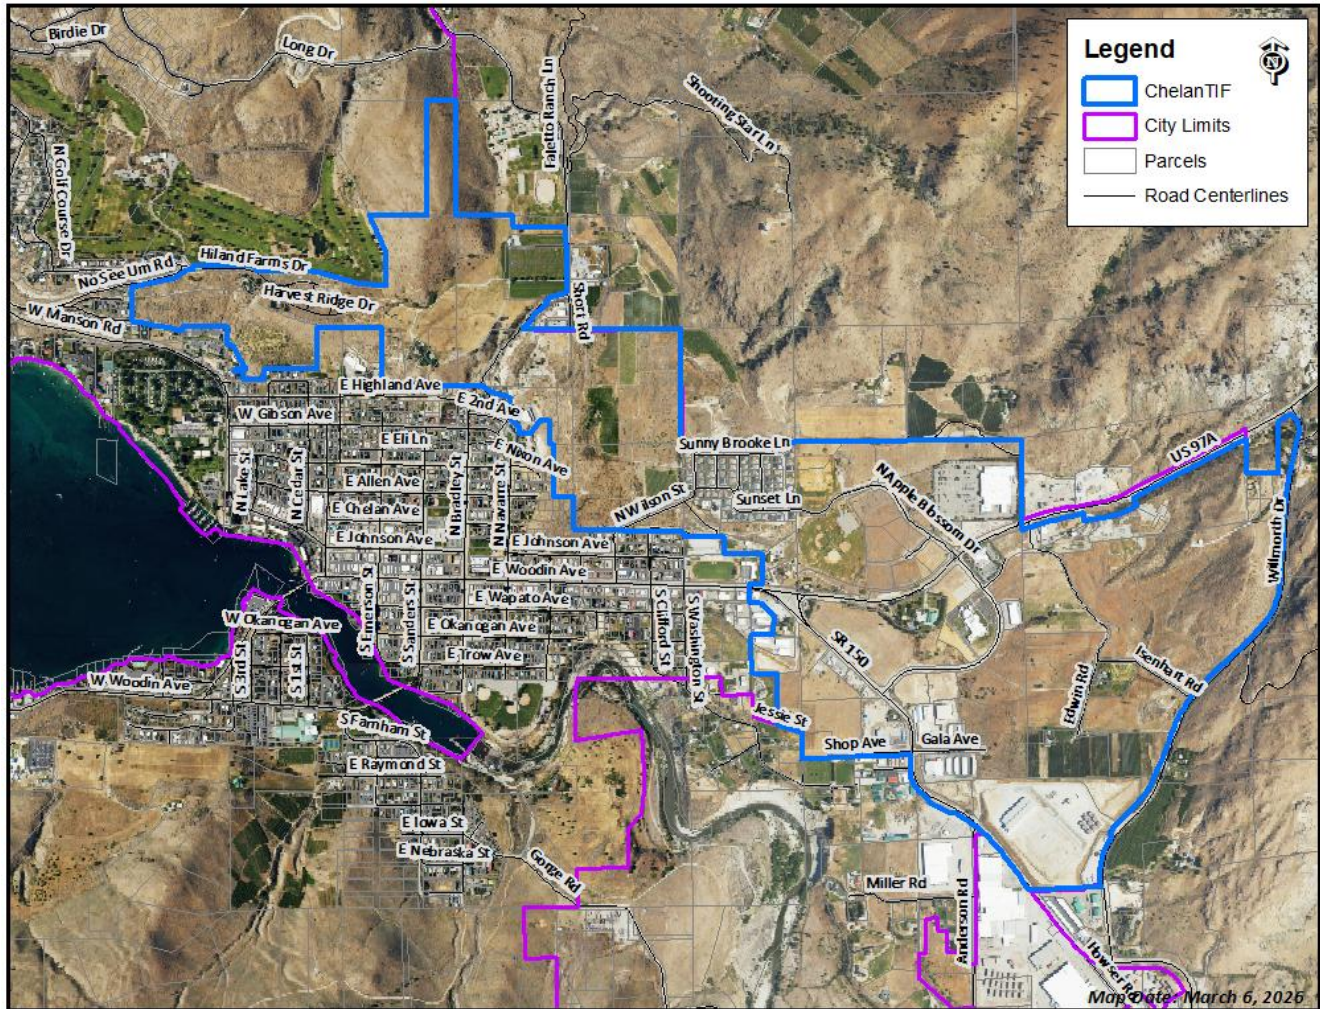 Legend
N
ChelanTIF
City Limits
Parcels
Road Centerlines
Birdie Dr
Long Dr
Faletto Ranch Ln
Shooting Star Ln
N Golf Course Dr
No See Um Rd
Hiland Farms Dr
Harvest Ridge Dr
W Manson Rd
Short Rd
E Highland Ave
E 2nd Ave
W Gibson Ave
E Eli Ln
E Nixon Ave
Sunny Brooke Ln
US 97A
N Lake St
N Cedar St
E Allen Ave
N Bradley St
N Navarre St
N Wilson St
Sunset Ln
N Apple Blossom Dr
E Chelan Ave
E Johnson Ave
E Johnson Ave
Willmorth Dr
E Woodin Ave
S Emerson St
S Sanders St
E Wapato Ave
S Clifford St
S Washington St
W Okanogan Ave
E Okanogan Ave
SR 150
S 3rd St
S 1st St
E Trow Ave
Isenhart Rd
Edwin Rd
W Woodin Ave
S Farnham St
Jessie St
Shop Ave
Gala Ave
E Raymond St
E Iowa St
E Nebraska St
Gorge Rd
Miller Rd
Anderson Rd
Howser Rd
Map Date: March 6, 2026